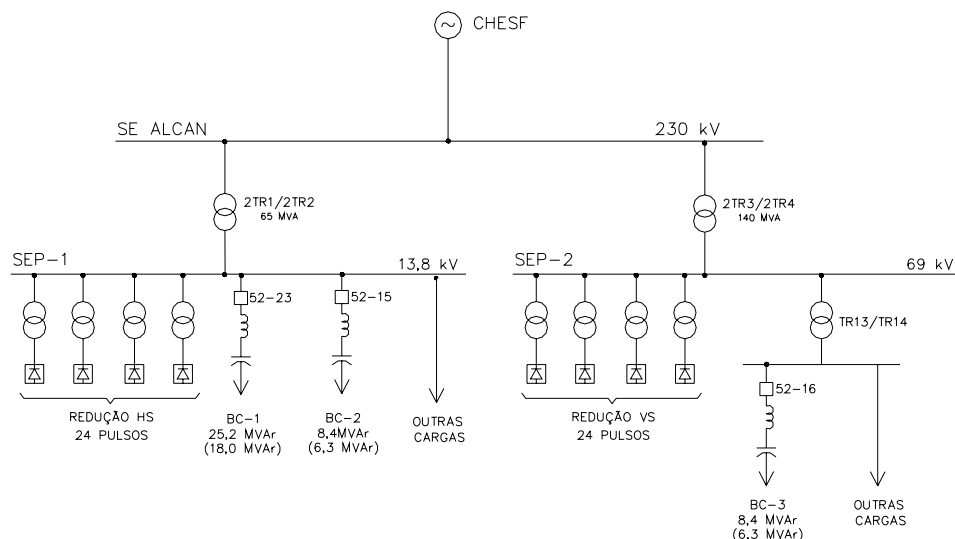 CHESF
SE ALCAN
230 kV
2TR1/2TR2
65 MVA
2TR3/2TR4
140 MVA
SEP-1
13,8 kV
SEP-2
69 kV
52-23
52-15
TR13/TR14
52-16
REDUÇÃO HS
24 PULSOS
BC-1
25,2 MVAr
(18,0 MVAr)
BC-2
8,4MVAr
(6,3 MVAr)
OUTRAS
CARGAS
REDUÇÃO VS
24 PULSOS
BC-3
8,4 MVAr
(6,3 MVAr)
OUTRAS
CARGAS